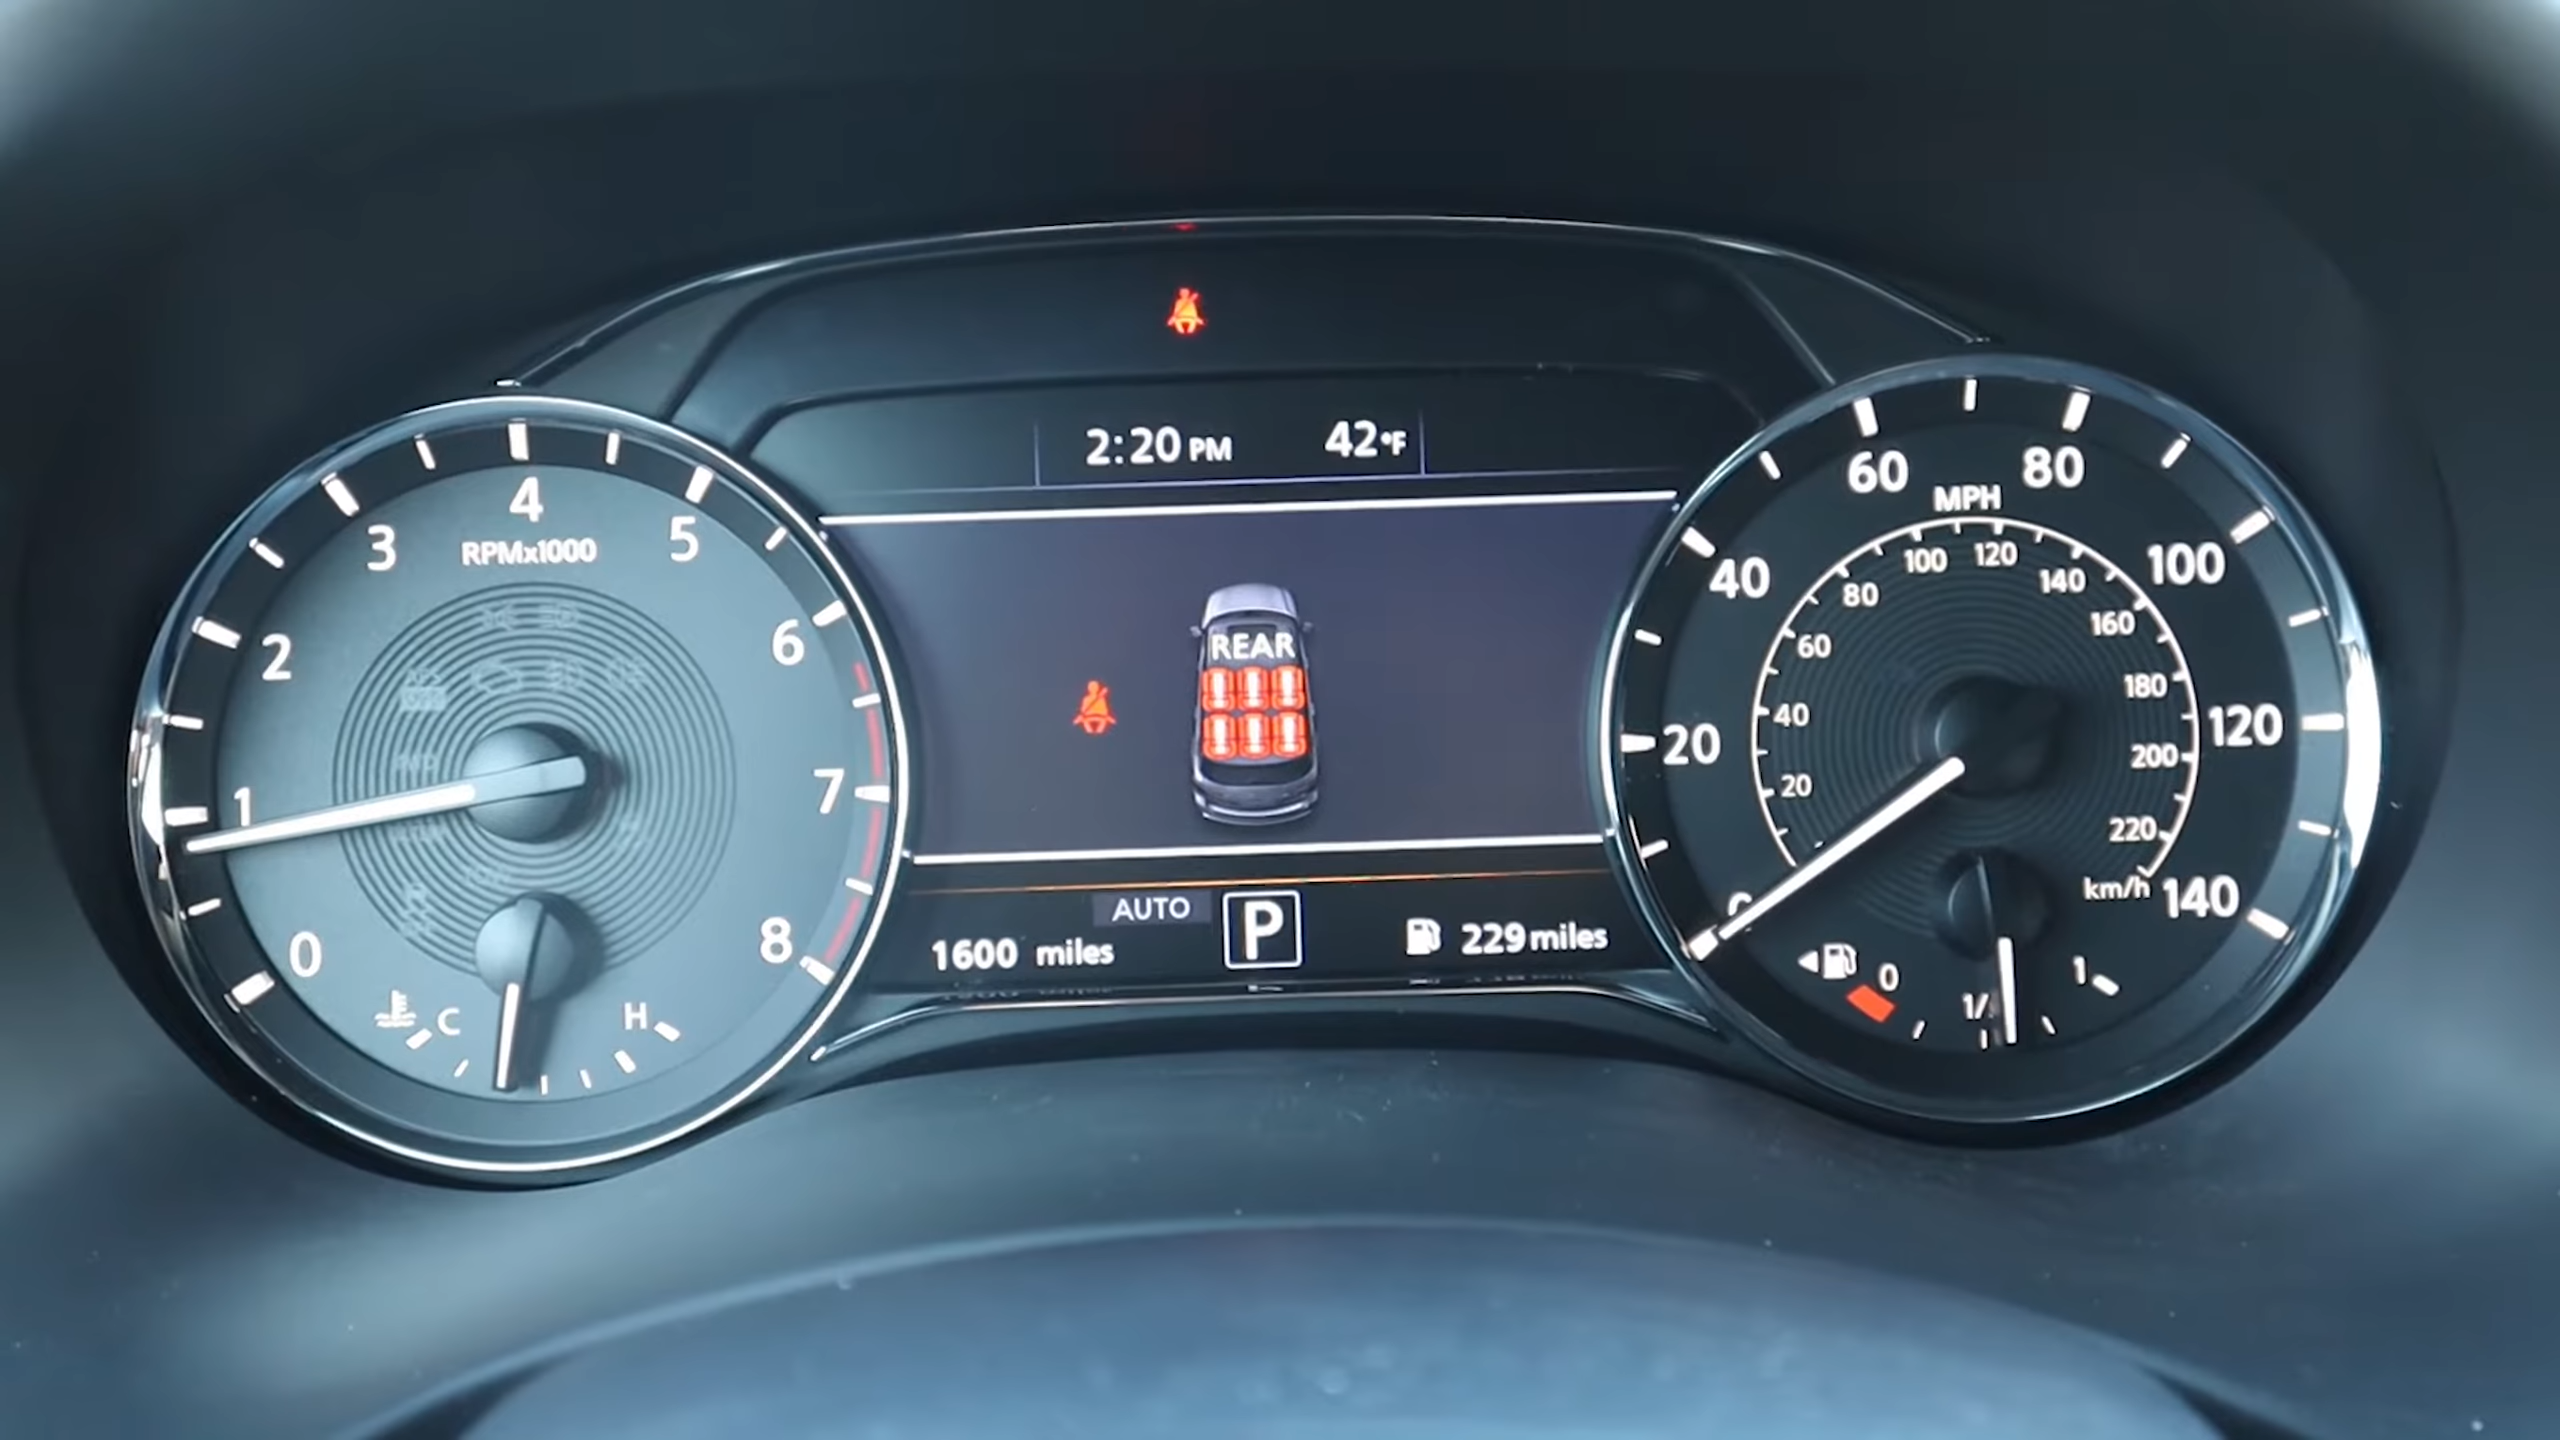 2:20 PM 42°F
4
3 5
RPMx1000
2 6
1 7
0 8
C H
REAR
AUTO
1600 miles P 229 miles
60 80
MPH
40 100
20 120
0 140
100 120
80 140
60 160
40 180
20 200
220
km/h
0 1/ 1